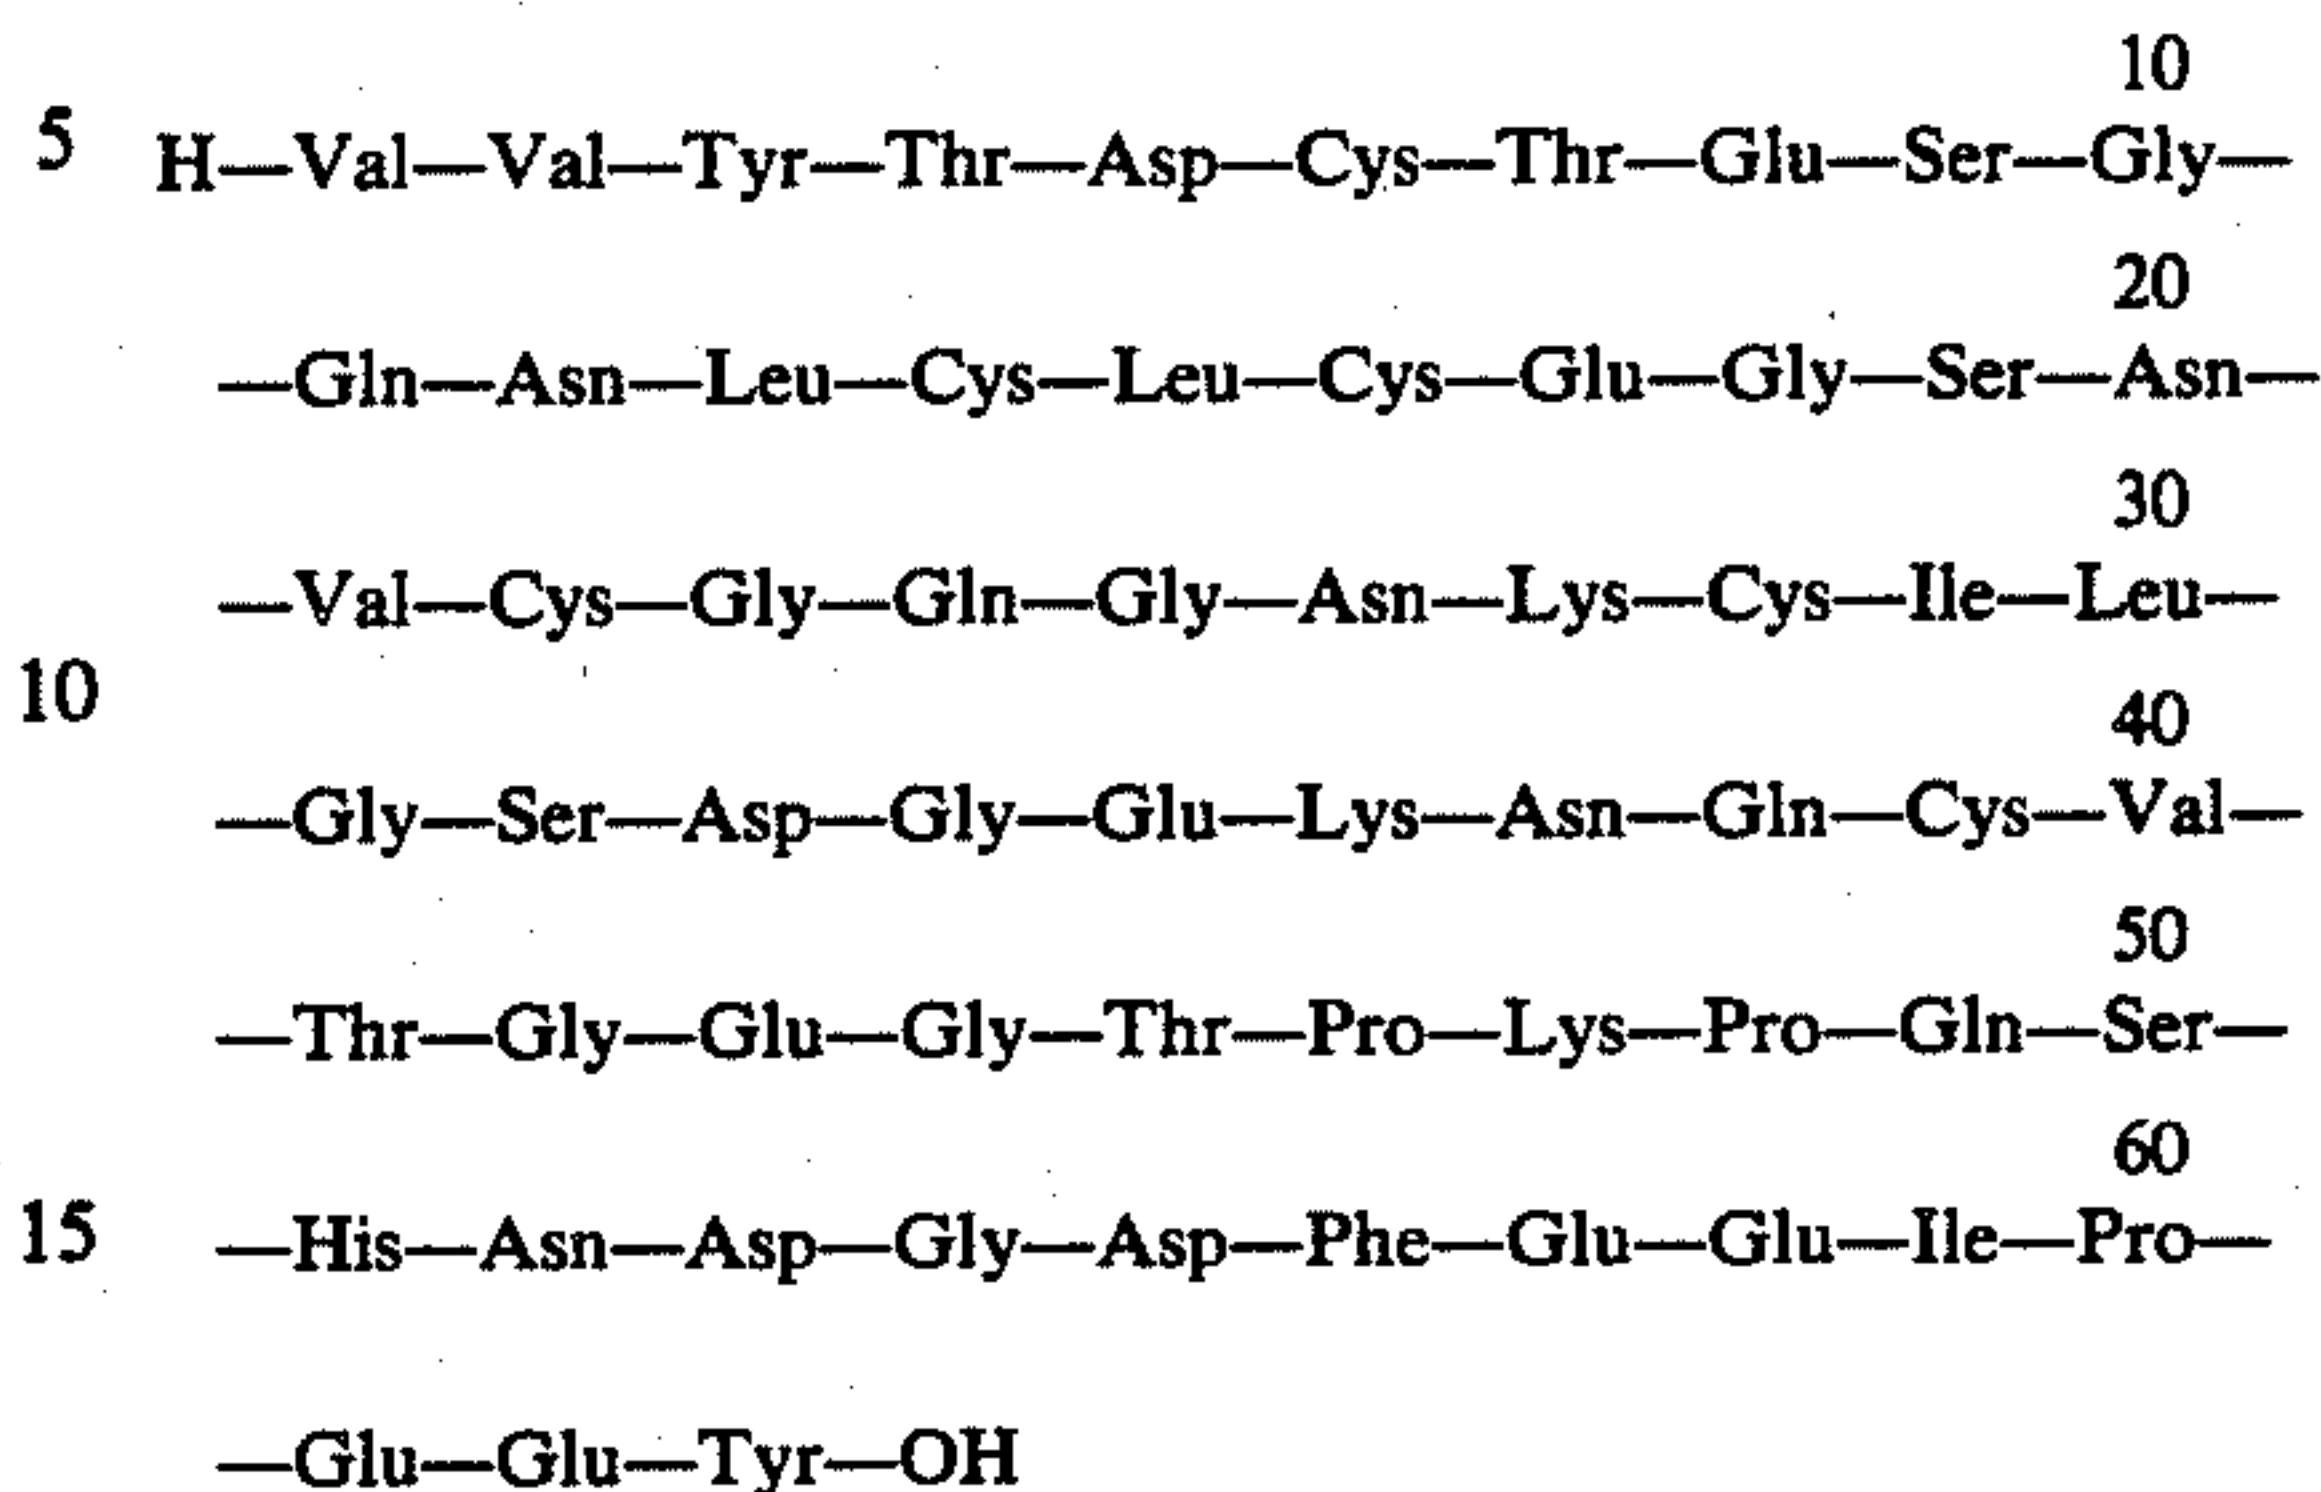 10
5 H—Val—Val—Tyr—Thr—Asp—Cys—Thr—Glu—Ser—Gly—
20
—Gln—Asn—Leu—Cys—Leu—Cys—Glu—Gly—Ser—Asn—
30
—Val—Cys—Gly—Gln—Gly—Asn—Lys—Cys—Ile—Leu—
10
40
—Gly—Ser—Asp—Gly—Glu—Lys—Asn—Gln—Cys—Val—
50
—Thr—Gly—Glu—Gly—Thr—Pro—Lys—Pro—Gln—Ser—
60
15 —His—Asn—Asp—Gly—Asp—Phe—Glu—Glu—Ile—Pro—
—Glu—Glu—Tyr—OH